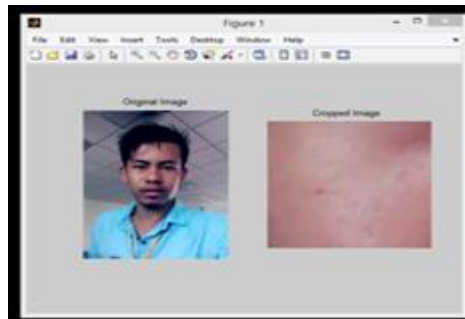 Figure 1
File Edit View Insert Tools Desktop Window Help
Original Image
Cropped Image